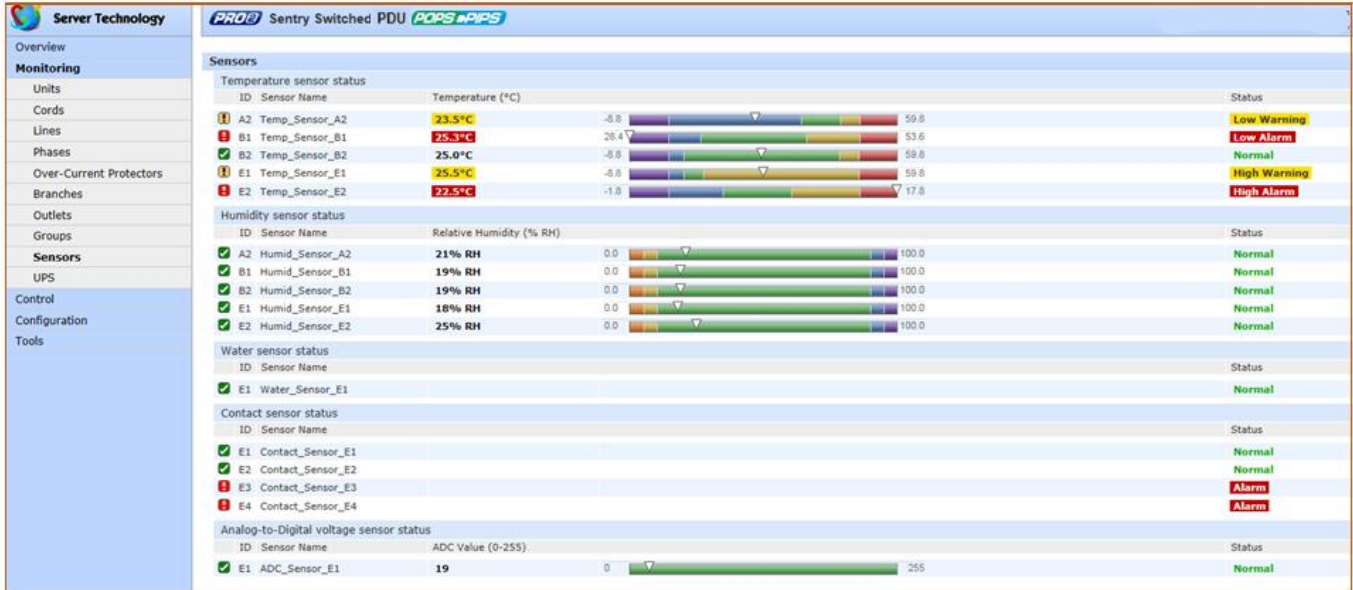 Server Technology
PRO2 Sentry Switched PDU POPS PIPS
Overview
Monitoring
Units
Cords
Lines
Phases
Over-Current Protectors
Branches
Outlets
Groups
Sensors
UPS
Control
Configuration
Tools
Sensors
Temperature sensor status
ID Sensor Name Temperature (°C) Status
A2 Temp_Sensor_A2 23.5°C -8.8 59.8 Low Warning
B1 Temp_Sensor_B1 25.3°C 28.4 53.6 Low Alarm
B2 Temp_Sensor_B2 25.0°C -8.8 59.8 Normal
E1 Temp_Sensor_E1 25.5°C -8.8 59.8 High Warning
E2 Temp_Sensor_E2 22.5°C -1.8 17.8 High Alarm
Humidity sensor status
ID Sensor Name Relative Humidity (% RH) Status
A2 Humid_Sensor_A2 21% RH 0.0 100.0 Normal
B1 Humid_Sensor_B1 19% RH 0.0 100.0 Normal
B2 Humid_Sensor_B2 19% RH 0.0 100.0 Normal
E1 Humid_Sensor_E1 18% RH 0.0 100.0 Normal
E2 Humid_Sensor_E2 25% RH 0.0 100.0 Normal
Water sensor status
ID Sensor Name Status
E1 Water_Sensor_E1 Normal
Contact sensor status
ID Sensor Name Status
E1 Contact_Sensor_E1 Normal
E2 Contact_Sensor_E2 Normal
E3 Contact_Sensor_E3 Alarm
E4 Contact_Sensor_E4 Alarm
Analog-to-Digital voltage sensor status
ID Sensor Name ADC Value (0-255) Status
E1 ADC_Sensor_E1 19 0 255 Normal